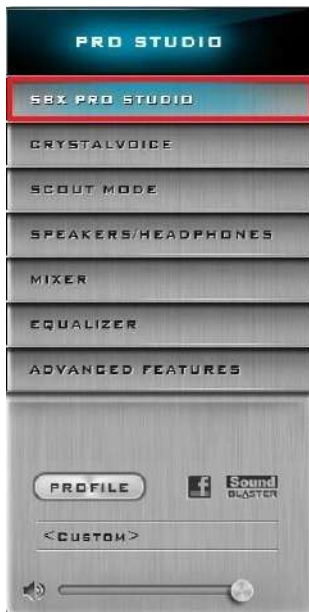 PRO STUDIO
SBX PRO STUDIO
CRYSTALVOICE
SCOUT MODE
SPEAKERS/HEADPHONES
MIXER
EQUALIZER
ADVANCED FEATURES
PROFILE
f
Sound
BLASTER
<CUSTOM>